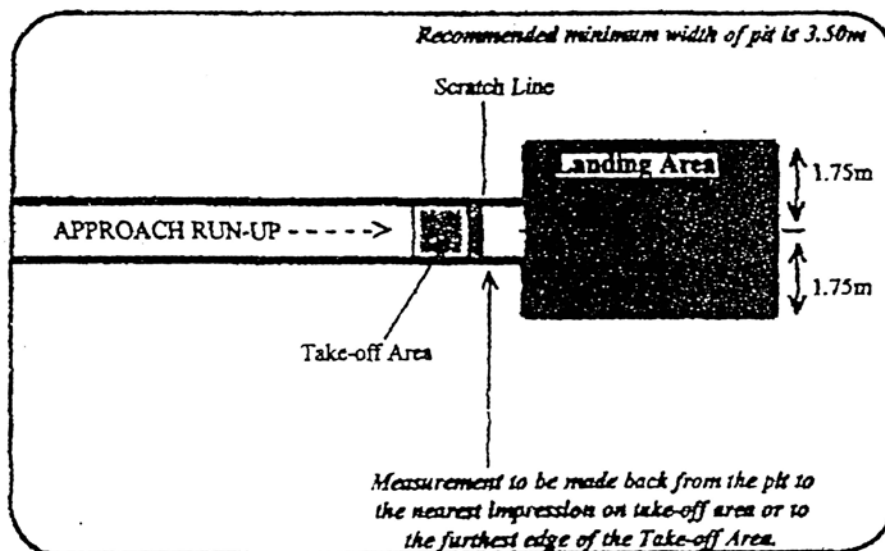 Recommended minimum width of pit is 3.50m
Scratch Line
Landing Area
1.75m
APPROACH RUN-UP
1.75m
Take-off Area
Measurement to be made back from the pit to
the nearest impression on take-off area or to
the furthest edge of the Take-off Area.